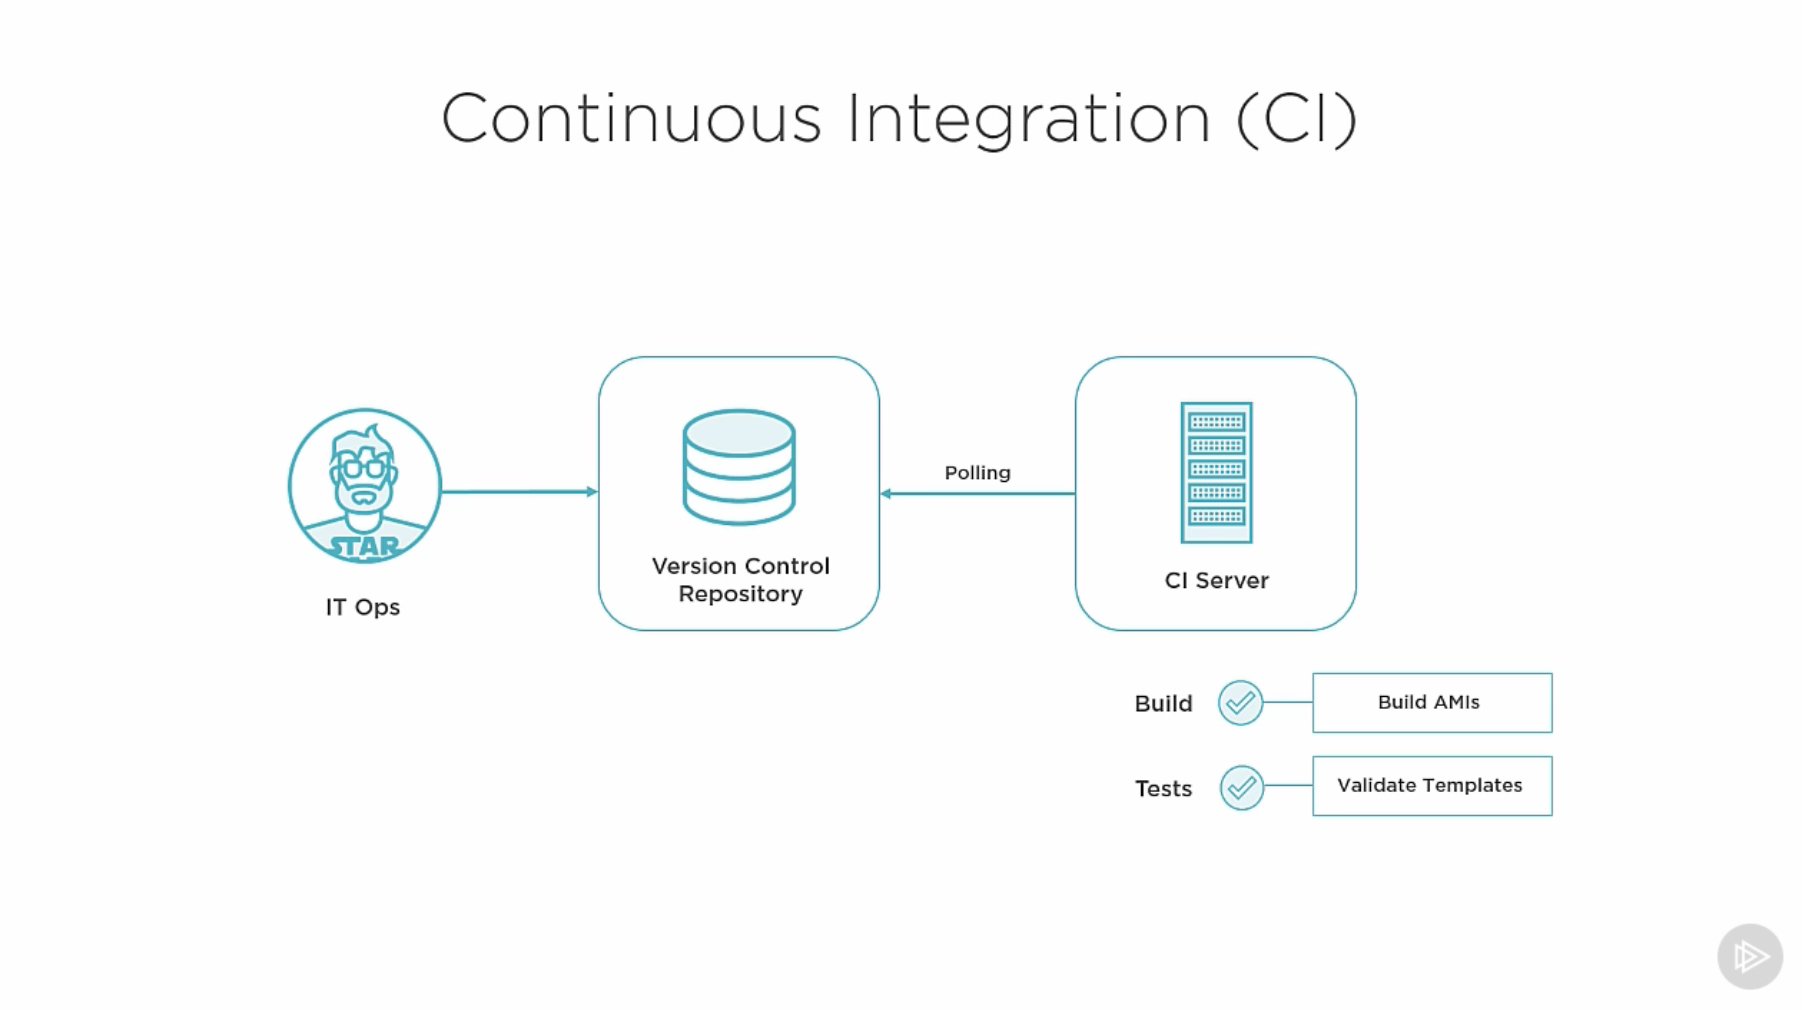 Continuous Integration (CI)
STAR
IT Ops
Version Control
Repository
Polling
CI Server
Build
Build AMIs
Tests
Validate Templates